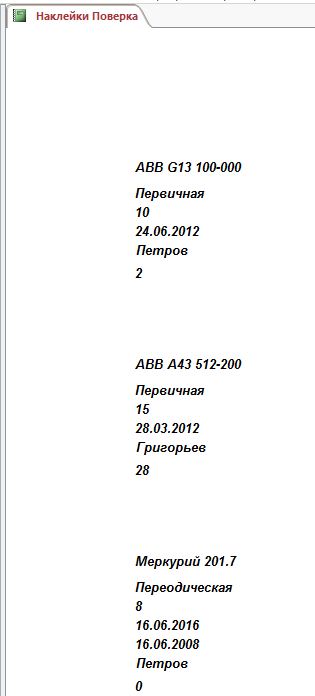 Наклейки Поверка
ABB G13 100-000
Первичная
10
24.06.2012
Петров
2
ABB A43 512-200
Первичная
15
28.03.2012
Григорьев
28
Меркурий 201.7
Переодическая
8
16.06.2016
16.06.2008
Петров
0